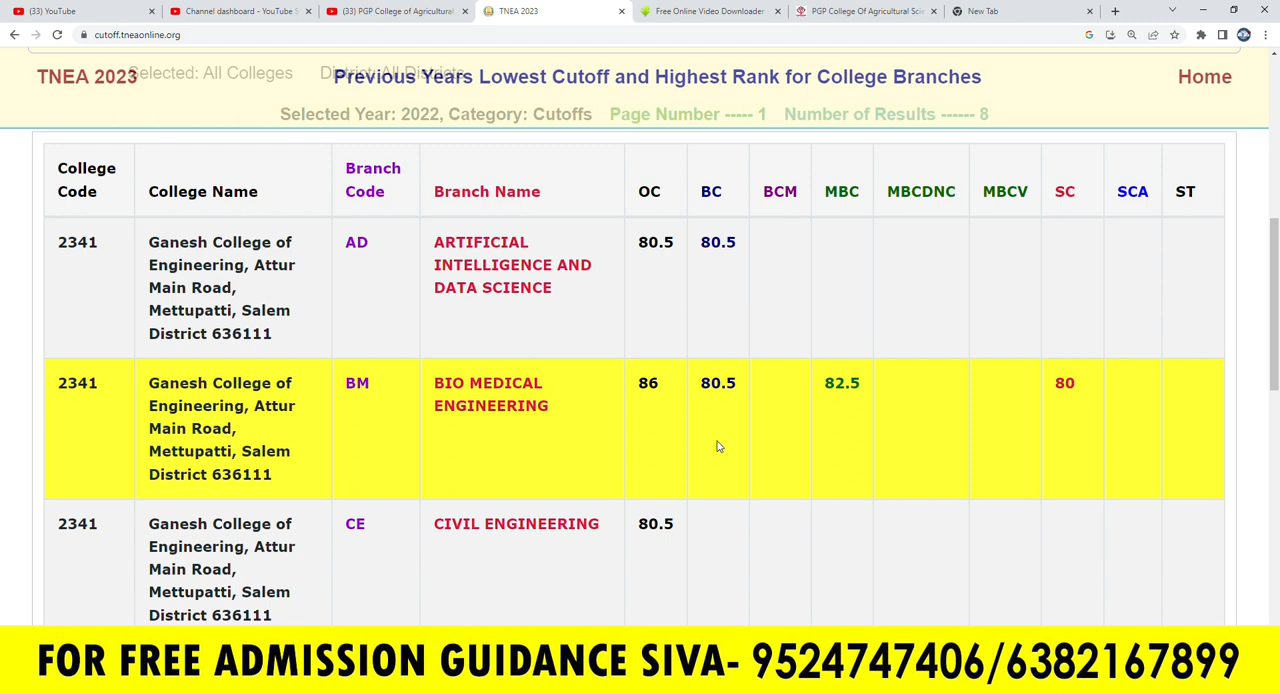 (33) YouTube
Channel dashboard - YouTube S
(33) PGP College of Agricultural
TNEA 2023
Free Online Video Downloader
PGP College Of Agricultural Scie
New Tab
cutoff.tneaonline.org
Selected: All Colleges District: All Districts
TNEA 2023 Previous Years Lowest Cutoff and Highest Rank for College Branches Home
Selected Year: 2022, Category: Cutoffs Page Number ----- 1 Number of Results ------ 8
College Code College Name Branch Code Branch Name OC BC BCM MBC MBCDNC MBCV SC SCA ST
2341 Ganesh College of AD ARTIFICIAL 80.5 80.5
Engineering, Attur INTELLIGENCE AND
Main Road, DATA SCIENCE
Mettupatti, Salem
District 636111
2341 Ganesh College of BM BIO MEDICAL 86 80.5 82.5 80
Engineering, Attur ENGINEERING
Main Road,
Mettupatti, Salem
District 636111
2341 Ganesh College of CE CIVIL ENGINEERING 80.5
Engineering, Attur
Main Road,
Mettupatti, Salem
District 636111
FOR FREE ADMISSION GUIDANCE SIVA- 9524747406/6382167899